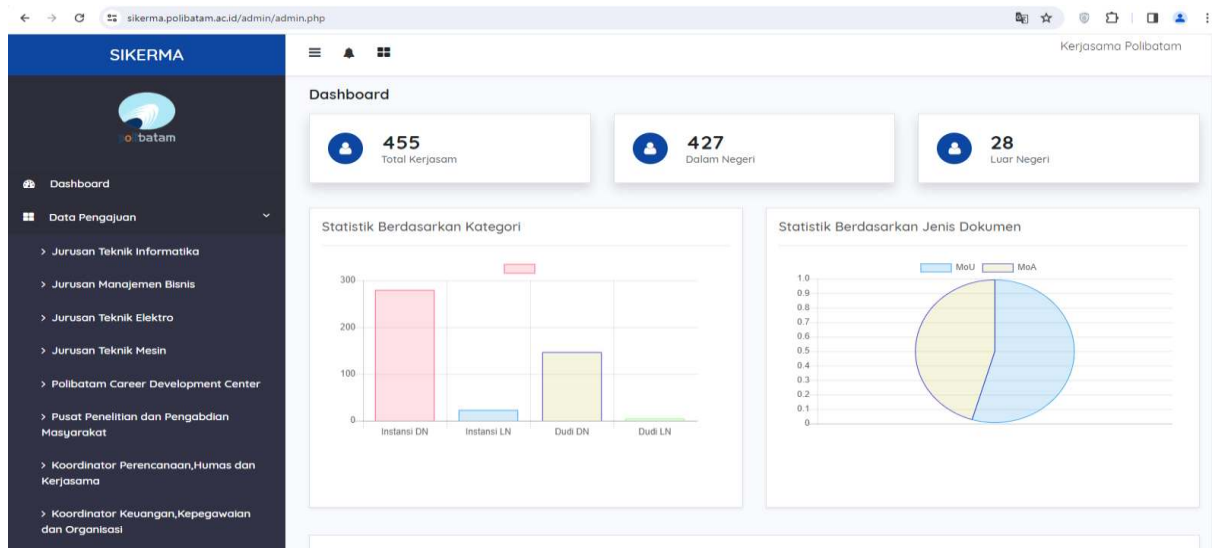 sikerma.polibatam.ac.id/admin/admin.php
SIKERMA
Kerjasama Polibatam
polibatam
Dashboard
Data Pengajuan
> Jurusan Teknik Informatika
> Jurusan Manajemen Bisnis
> Jurusan Teknik Elektro
> Jurusan Teknik Mesin
> Polibatam Career Development Center
> Pusat Penelitian dan Pengabdian
Masyarakat
> Koordinator Perencanaan,Humas dan
Kerjasama
> Koordinator Keuangan,Kepegawaian
dan Organisasi
Dashboard
455
Total Kerjasam
427
Dalam Negeri
28
Luar Negeri
Statistik Berdasarkan Kategori
300
200
100
0
Instansi DN
Instansi LN
Dudi DN
Dudi LN
Statistik Berdasarkan Jenis Dokumen
MoU
MoA
1.0
0.9
0.8
0.7
0.6
0.5
0.4
0.3
0.2
0.1
0